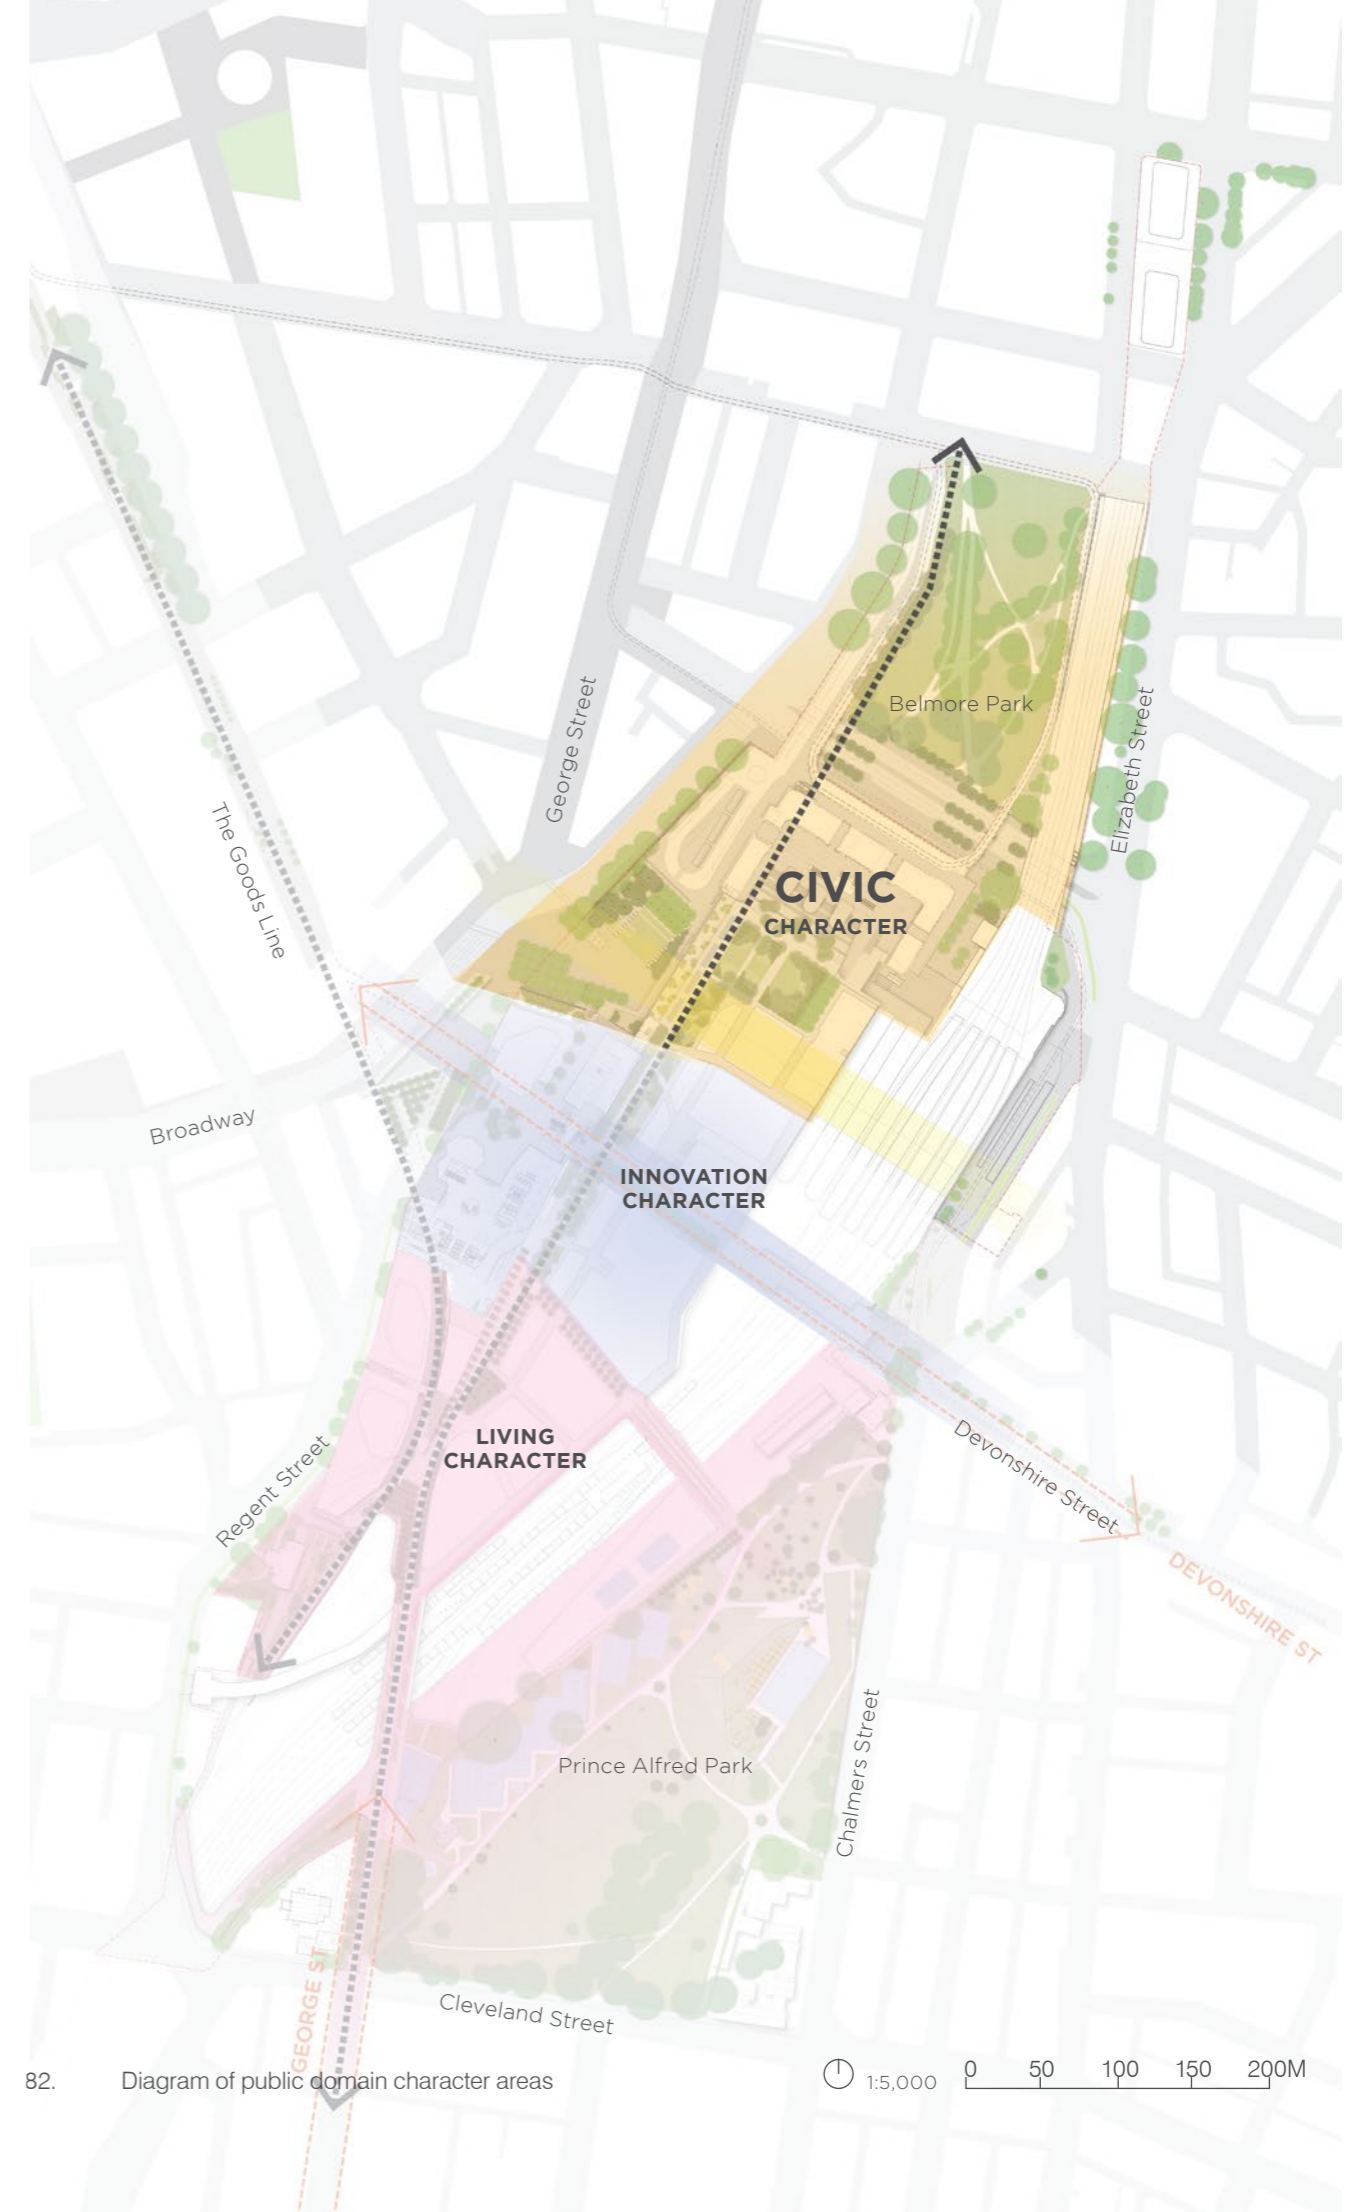 George Street
Belmore Park
Elizabeth Street
The Goods Line
CIVIC
CHARACTER
Broadway
INNOVATION
CHARACTER
LIVING
CHARACTER
Regent Street
Devonshire Street
DEVONSHIRE ST
Prince Alfred Park
Chalmers Street
GEORGE ST
Cleveland Street
82. Diagram of public domain character areas
1:5,000
0 50 100 150 200M